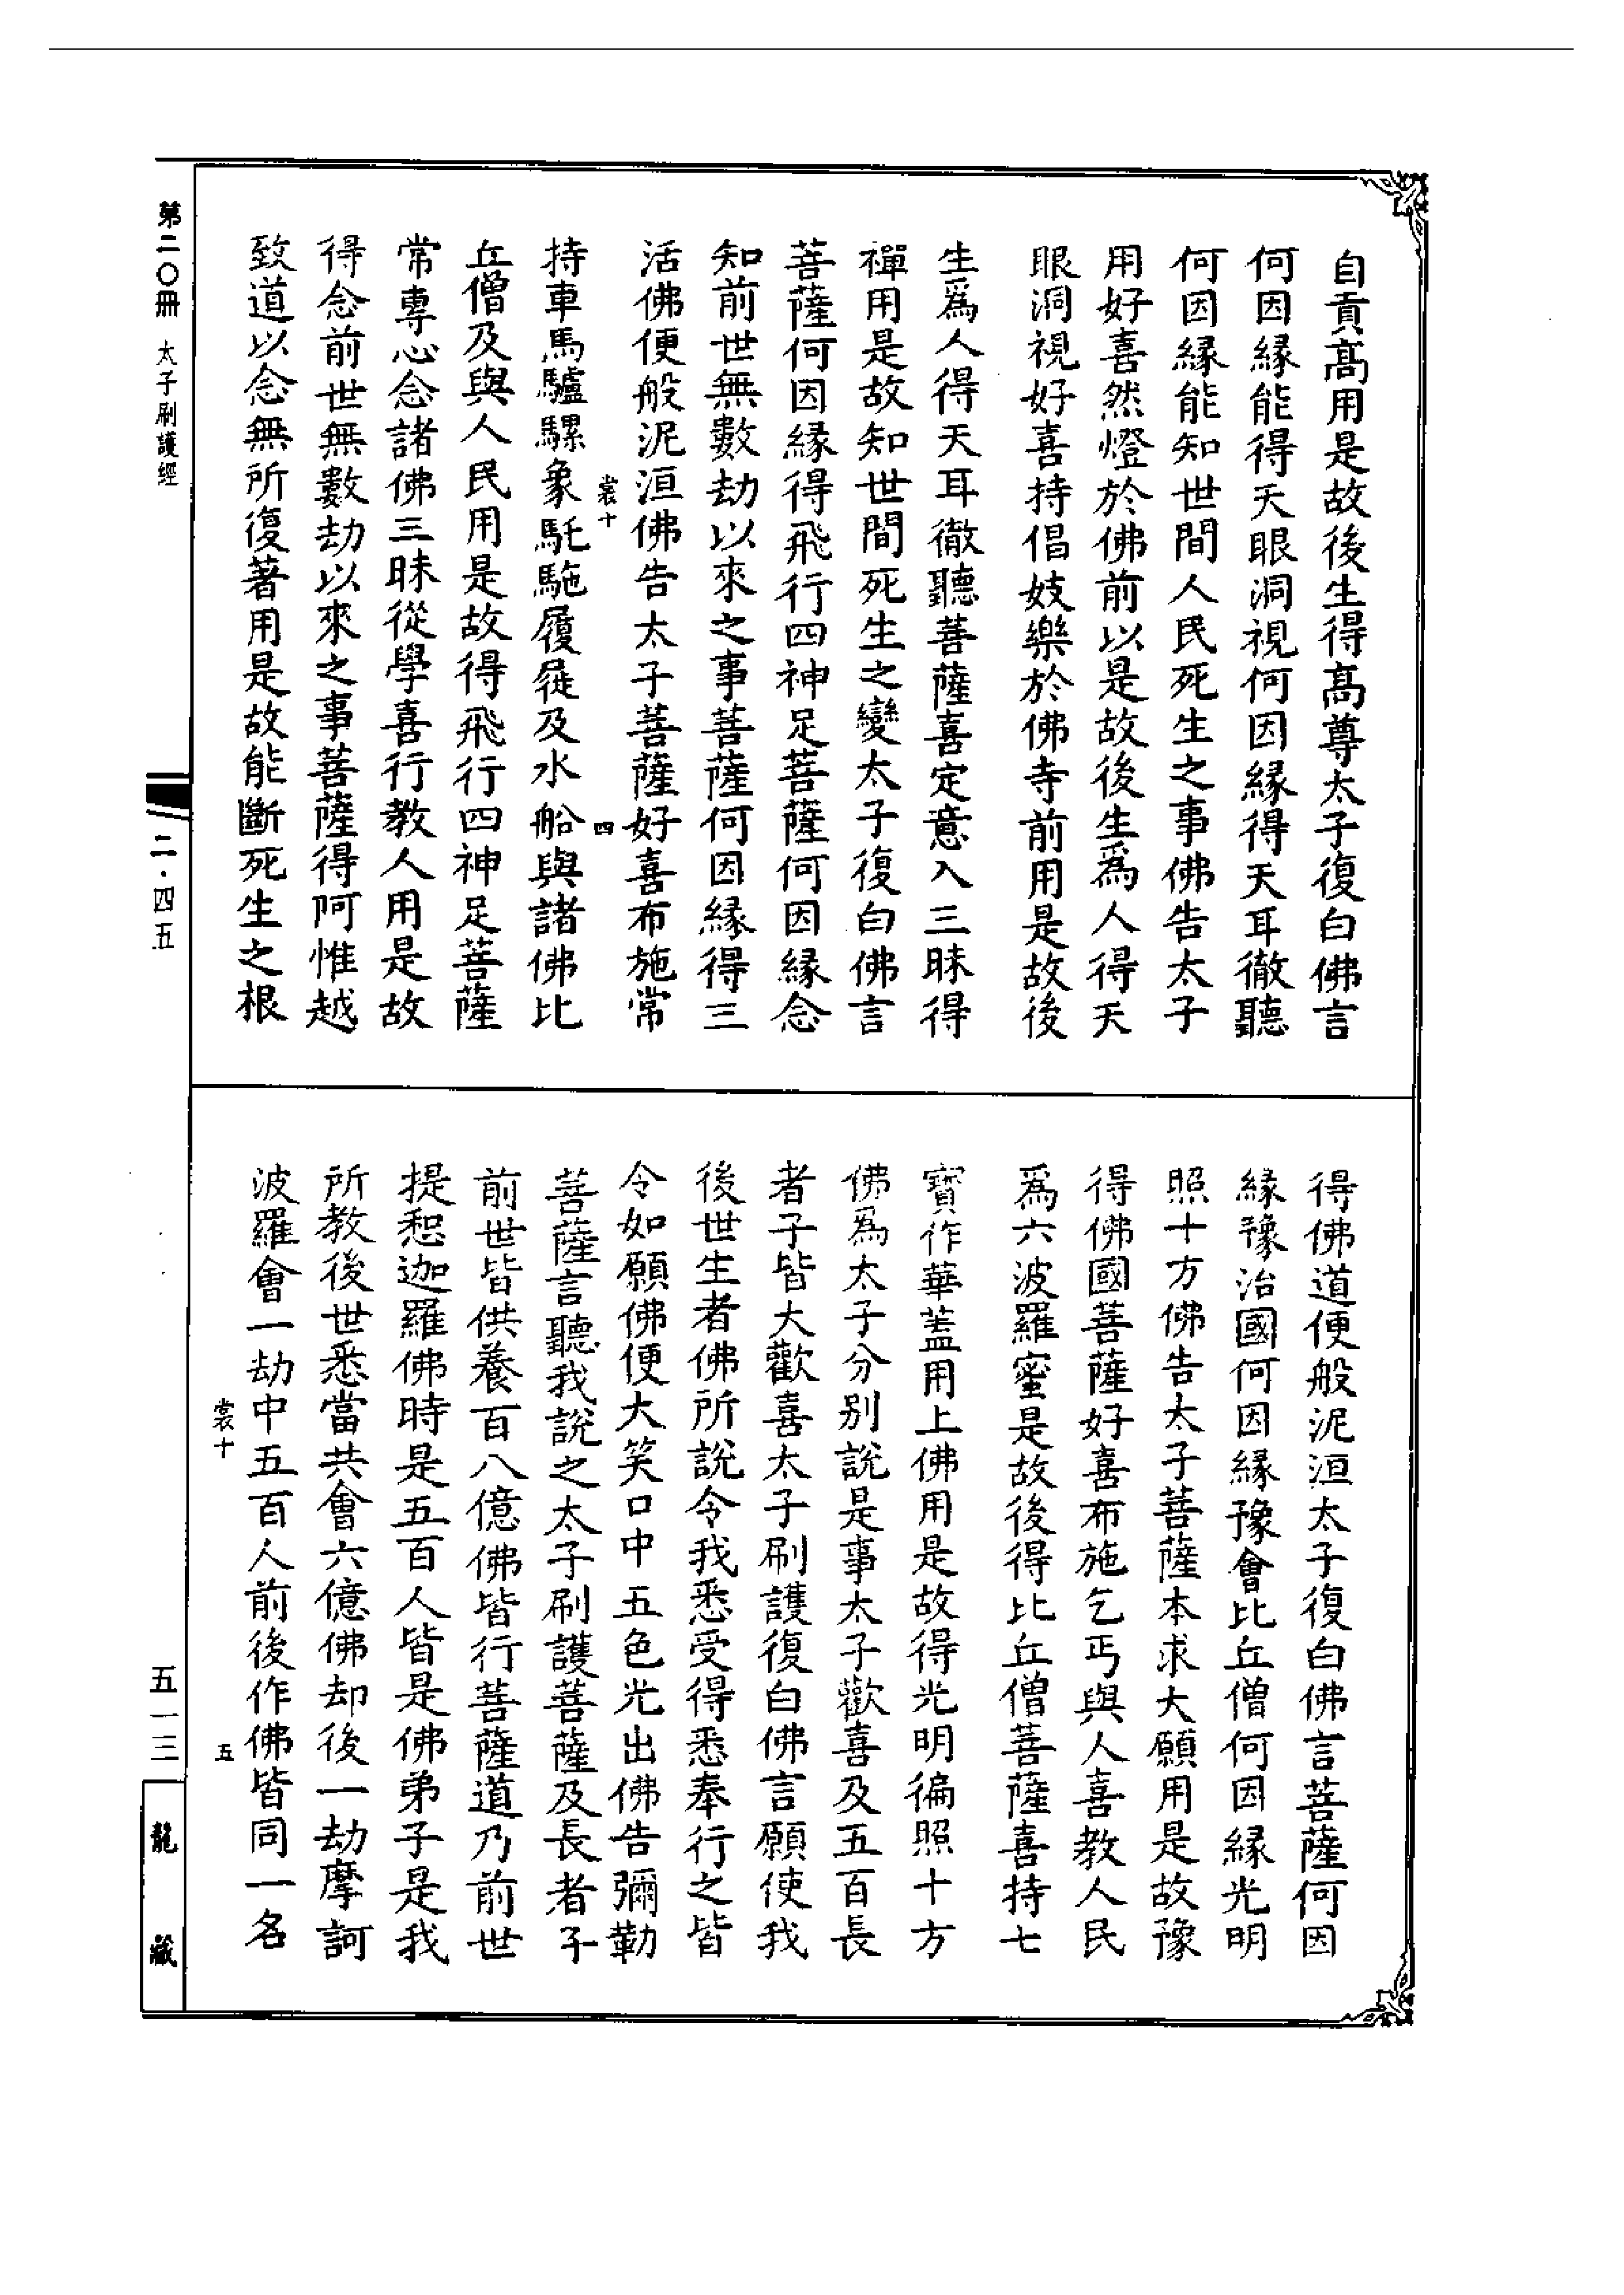 自貢高用是故後生得高尊太子復白佛言
何因緣能得天眼洞視何因緣得天耳徹聽
何因緣能知世間人民死生之事佛告太子
用好喜然燈於佛前以是故後生爲人得天
眼洞視好喜持倡妓樂於佛寺前用是故後
生爲人得天耳徹聽菩薩喜定意入三昧得
禪用是故知世間死生之變太子復白佛言
菩薩何因緣得飛行四神足菩薩何因緣念
知前世無數劫以來之事菩薩何因緣得三
活佛便般泥洹佛告太子菩薩好喜布施常
裳十 四
持車馬驢騾象馲駞履屣及水船與諸佛比
丘僧及與人民用是故得飛行四神足菩薩
常專心念諸佛三昧從學喜行教人用是故
得念前世無數劫以來之事菩薩得阿惟越
致道以念無所復著用是故能斷死生之根
得佛道便般泥洹太子復白佛言菩薩何因
緣豫治國何因緣豫會比丘僧何因緣光明
照十方佛告太子菩薩本求大願用是故豫
得佛國菩薩好喜布施乞丐與人喜教人民
爲六波羅蜜是故後得比丘僧菩薩喜持七
寶作華蓋用上佛用是故得光明徧照十方
佛爲太子分別說是事太子歡喜及五百長
者子皆大歡喜太子刷護復白佛言願使我
後世生者佛所說令我悉受得悉奉行之皆
令如願佛便大笑口中五色光出佛告彌勒
菩薩言聽我說之太子刷護菩薩及長者子
前世皆供養百八億佛皆行菩薩道乃前世
提惒迦羅佛時是五百人皆是佛弟子是我
所教後世悉當共會六億佛却後一劫摩訶
波羅會一劫中五百人前後作佛皆同一名
裳十 五
第二〇冊 太子刷護經
二·四五
五一三
龍藏